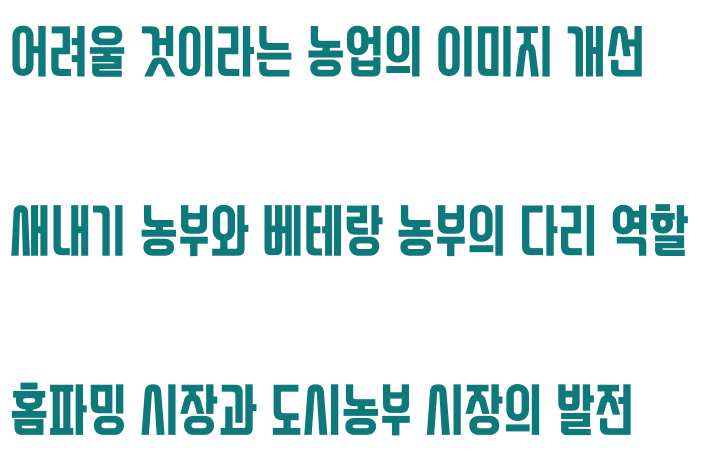 어려울 것이라는 농업의 이미지 개선
새내기 농부와 베테랑 농부의 다리 역할
홈파밍 시장과 도시농부 시장의 발전